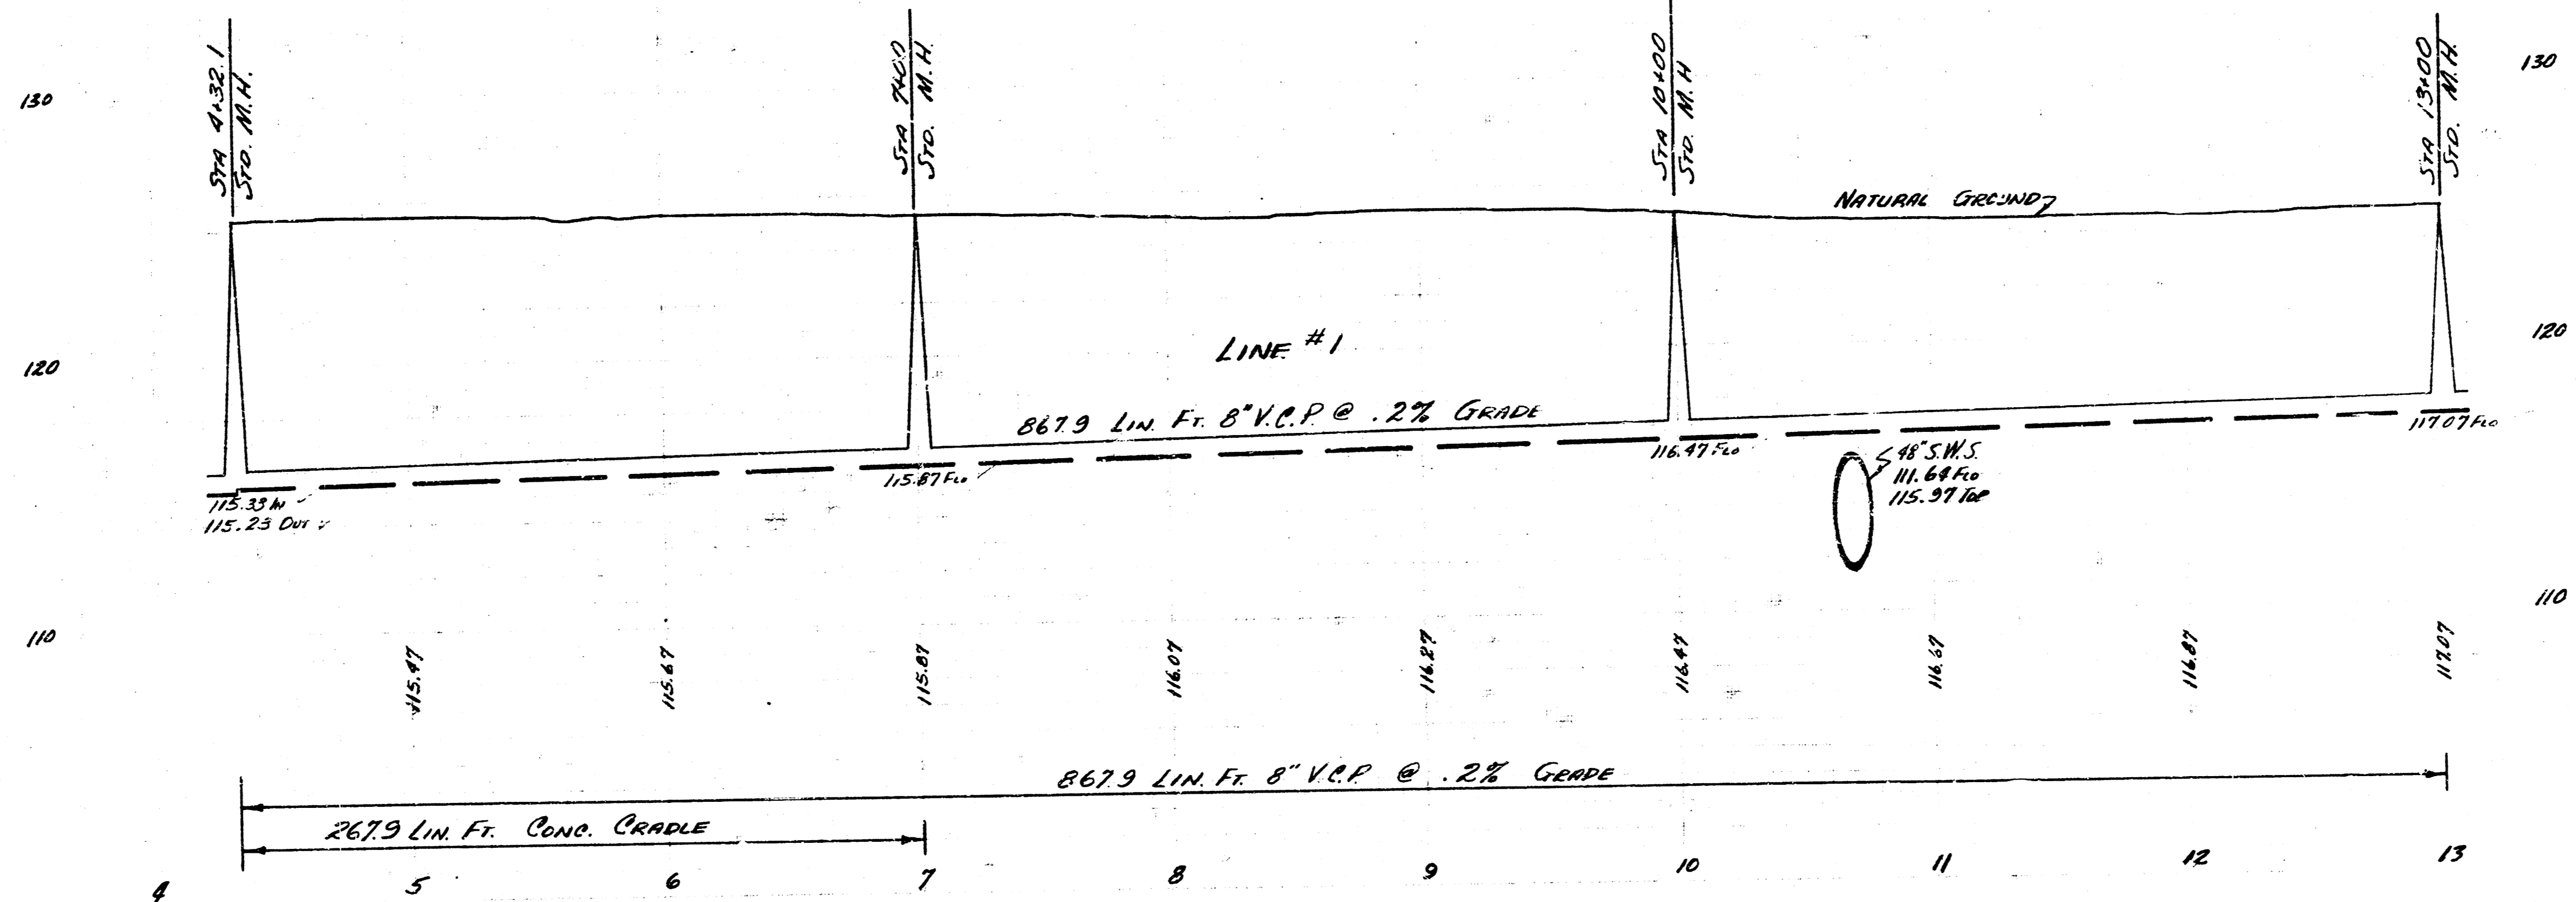 STA 4+32.1
STD. M.H.
STA 7+00
STD. M.H.
STA 10+00
STD. M.H
STA 13+00
STD. M.H.
130
130
NATURAL GROUND
120
120
LINE #1
867.9 LIN. FT. 8" V.C.P. @ .2% GRADE
115.33 IN
115.23 OUT
115.87 FLO
116.47 FLO
117.07 FLO
48" S.W.S.
111.64 FLO
115.97 TOP
110
110
115.47
115.67
115.87
116.07
116.27
116.47
116.67
116.87
117.07
867.9 LIN. FT. 8" V.C.P. @ .2% GRADE
267.9 LIN. FT. CONC. CRADLE
4 5 6 7 8 9 10 11 12 13